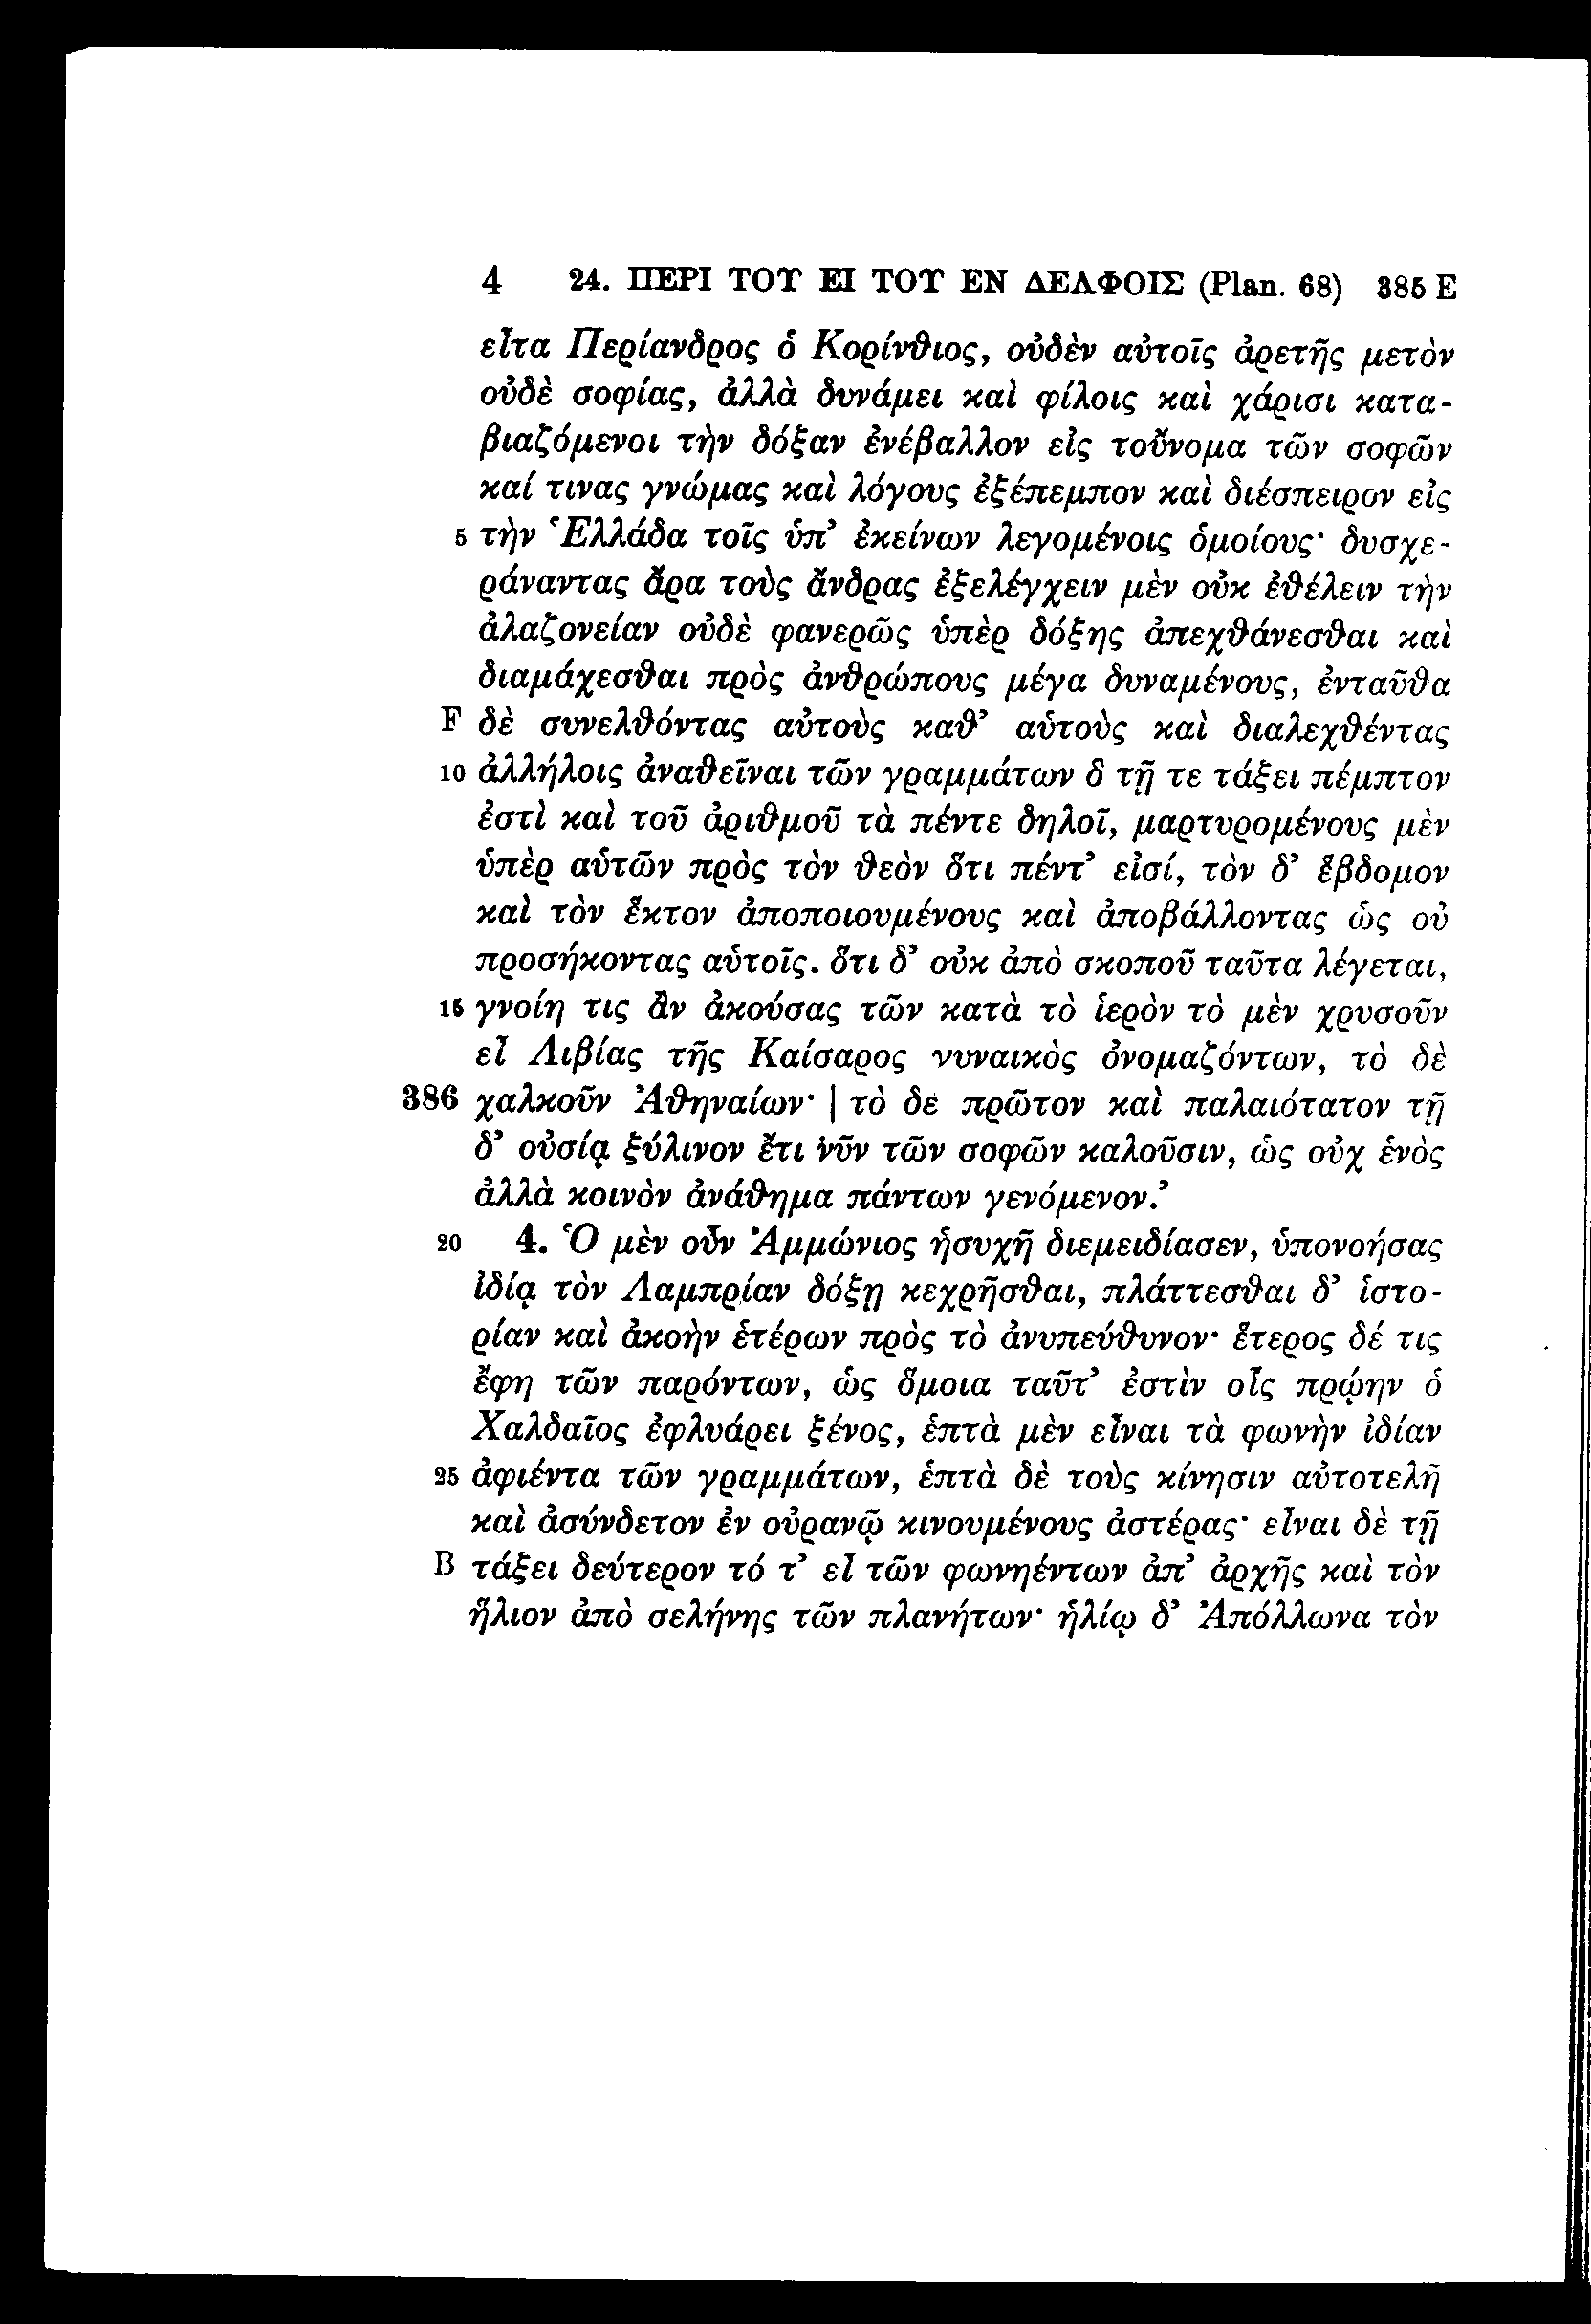 4 24. ΠΕΡΙ ΤΟΥ ΕΙ ΤΟΥ ΕΝ ΔΕΛΦΟΙΣ (Plan. 68) 385 E
εἶτα Περίανδρος ὁ Κορίνθιος, οὐδὲν αὐτοῖς ἀρετῆς μετὸν
οὐδὲ σοφίας, ἀλλὰ δυνάμει καὶ φίλοις καὶ χάρισι κατα-
βιαζόμενοι τὴν δόξαν ἐνέβαλλον εἰς τοὔνομα τῶν σοφῶν
καί τινας γνώμας καὶ λόγους ἐξέπεμπον καὶ διέσπειρον εἰς
5 τὴν Ἑλλάδα τοῖς ὑπ’ ἐκείνων λεγομένοις ὁμοίους· δυσχε-
ράναντας ἄρα τοὺς ἄνδρας ἐξελέγχειν μὲν οὐκ ἐθέλειν τὴν
ἀλαζονείαν οὐδὲ φανερῶς ὑπὲρ δόξης ἀπεχθάνεσθαι καὶ
διαμάχεσθαι πρὸς ἀνθρώπους μέγα δυναμένους, ἐνταῦθα
F δὲ συνελθόντας αὐτοὺς καθ’ αὑτοὺς καὶ διαλεχθέντας
10 ἀλλήλοις ἀναθεῖναι τῶν γραμμάτων ὃ τῇ τε τάξει πέμπτον
ἐστὶ καὶ τοῦ ἀριθμοῦ τὰ πέντε δηλοῖ, μαρτυρομένους μὲν
ὑπὲρ αὑτῶν πρὸς τὸν θεὸν ὅτι πέντ’ εἰσί, τὸν δ’ ἕβδομον
καὶ τὸν ἕκτον ἀποποιουμένους καὶ ἀποβάλλοντας ὡς οὐ
προσήκοντας αὑτοῖς. ὅτι δ’ οὐκ ἀπὸ σκοποῦ ταῦτα λέγεται,
15 γνοίη τις ἂν ἀκούσας τῶν κατὰ τὸ ἱερὸν τὸ μὲν χρυσοῦν
εἶ Λιβίας τῆς Καίσαρος γυναικὸς ὀνομαζόντων, τὸ δὲ
386 χαλκοῦν Ἀθηναίων· | τὸ δὲ πρῶτον καὶ παλαιότατον τῇ
δ’ οὐσίᾳ ξύλινον ἔτι νῦν τῶν σοφῶν καλοῦσιν, ὡς οὐχ ἑνὸς
ἀλλὰ κοινὸν ἀνάθημα πάντων γενόμενον.’
20 4. Ὁ μὲν οὖν Ἀμμώνιος ἡσυχῇ διεμειδίασεν, ὑπονοήσας
ἰδίᾳ τὸν Λαμπρίαν δόξῃ κεχρῆσθαι, πλάττεσθαι δ’ ἱστο-
ρίαν καὶ ἀκοὴν ἑτέρων πρὸς τὸ ἀνυπεύθυνον· ἕτερος δέ τις
ἔφη τῶν παρόντων, ὡς ὅμοια ταῦτ’ ἐστὶν οἷς πρῴην ὁ
Χαλδαῖος ἐφλυάρει ξένος, ἑπτὰ μὲν εἶναι τὰ φωνὴν ἰδίαν
25 ἀφιέντα τῶν γραμμάτων, ἑπτὰ δὲ τοὺς κίνησιν αὐτοτελῆ
καὶ ἀσύνδετον ἐν οὐρανῷ κινουμένους ἀστέρας· εἶναι δὲ τῇ
B τάξει δεύτερον τό τ’ εἶ τῶν φωνηέντων ἀπ’ ἀρχῆς καὶ τὸν
ἥλιον ἀπὸ σελήνης τῶν πλανήτων· ἡλίῳ δ’ Ἀπόλλωνα τὸν